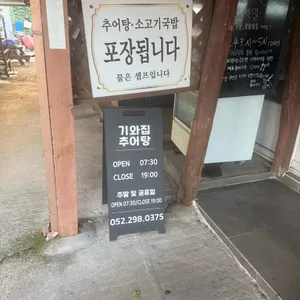 추어탕·소고기국밥
포장됩니다
물은 셀프입니다
기와집
추어탕
OPEN 07:30
CLOSE 19:00
주말 및 공휴일
OPEN 07:30/CLOSE 19:00
052.298.0375